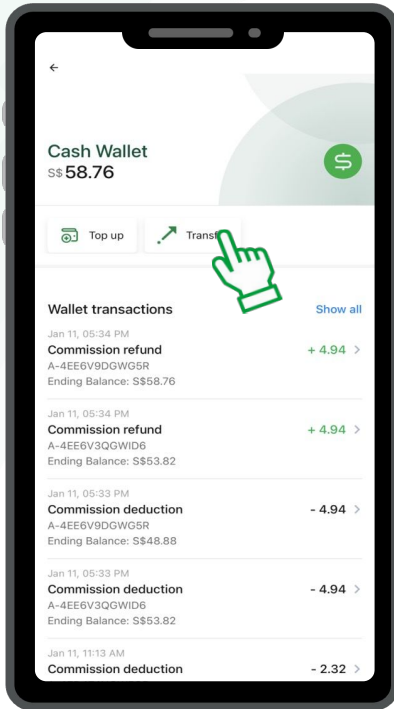 Cash Wallet
S$ 58.76
Top up
Transf
Wallet transactions
Show all
Jan 11, 05:34 PM
Commission refund
+ 4.94
A-4EE6V9DGWG5R
Ending Balance: S$58.76
Jan 11, 05:34 PM
Commission refund
+ 4.94
A-4EE6V3QGWID6
Ending Balance: S$53.82
Jan 11, 05:33 PM
Commission deduction
- 4.94
A-4EE6V9DGWG5R
Ending Balance: S$48.88
Jan 11, 05:33 PM
Commission deduction
- 4.94
A-4EE6V3QGWID6
Ending Balance: S$53.82
Jan 11, 11:13 AM
Commission deduction
- 2.32